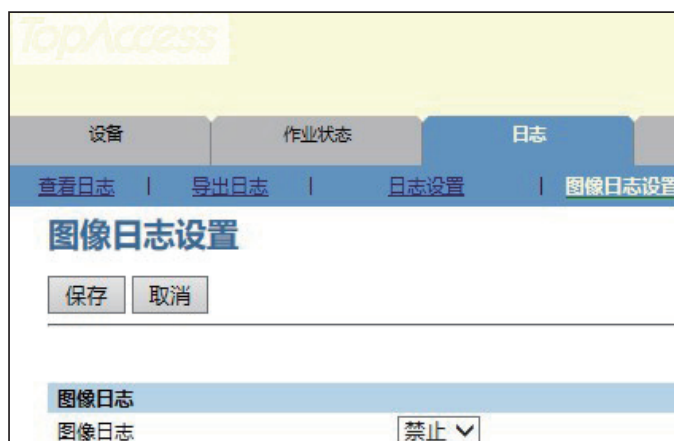 TopAccess
设备 作业状态 日志
查看日志 | 导出日志 | 日志设置 | 图像日志设置
图像日志设置
保存 取消
图像日志
图像日志 禁止